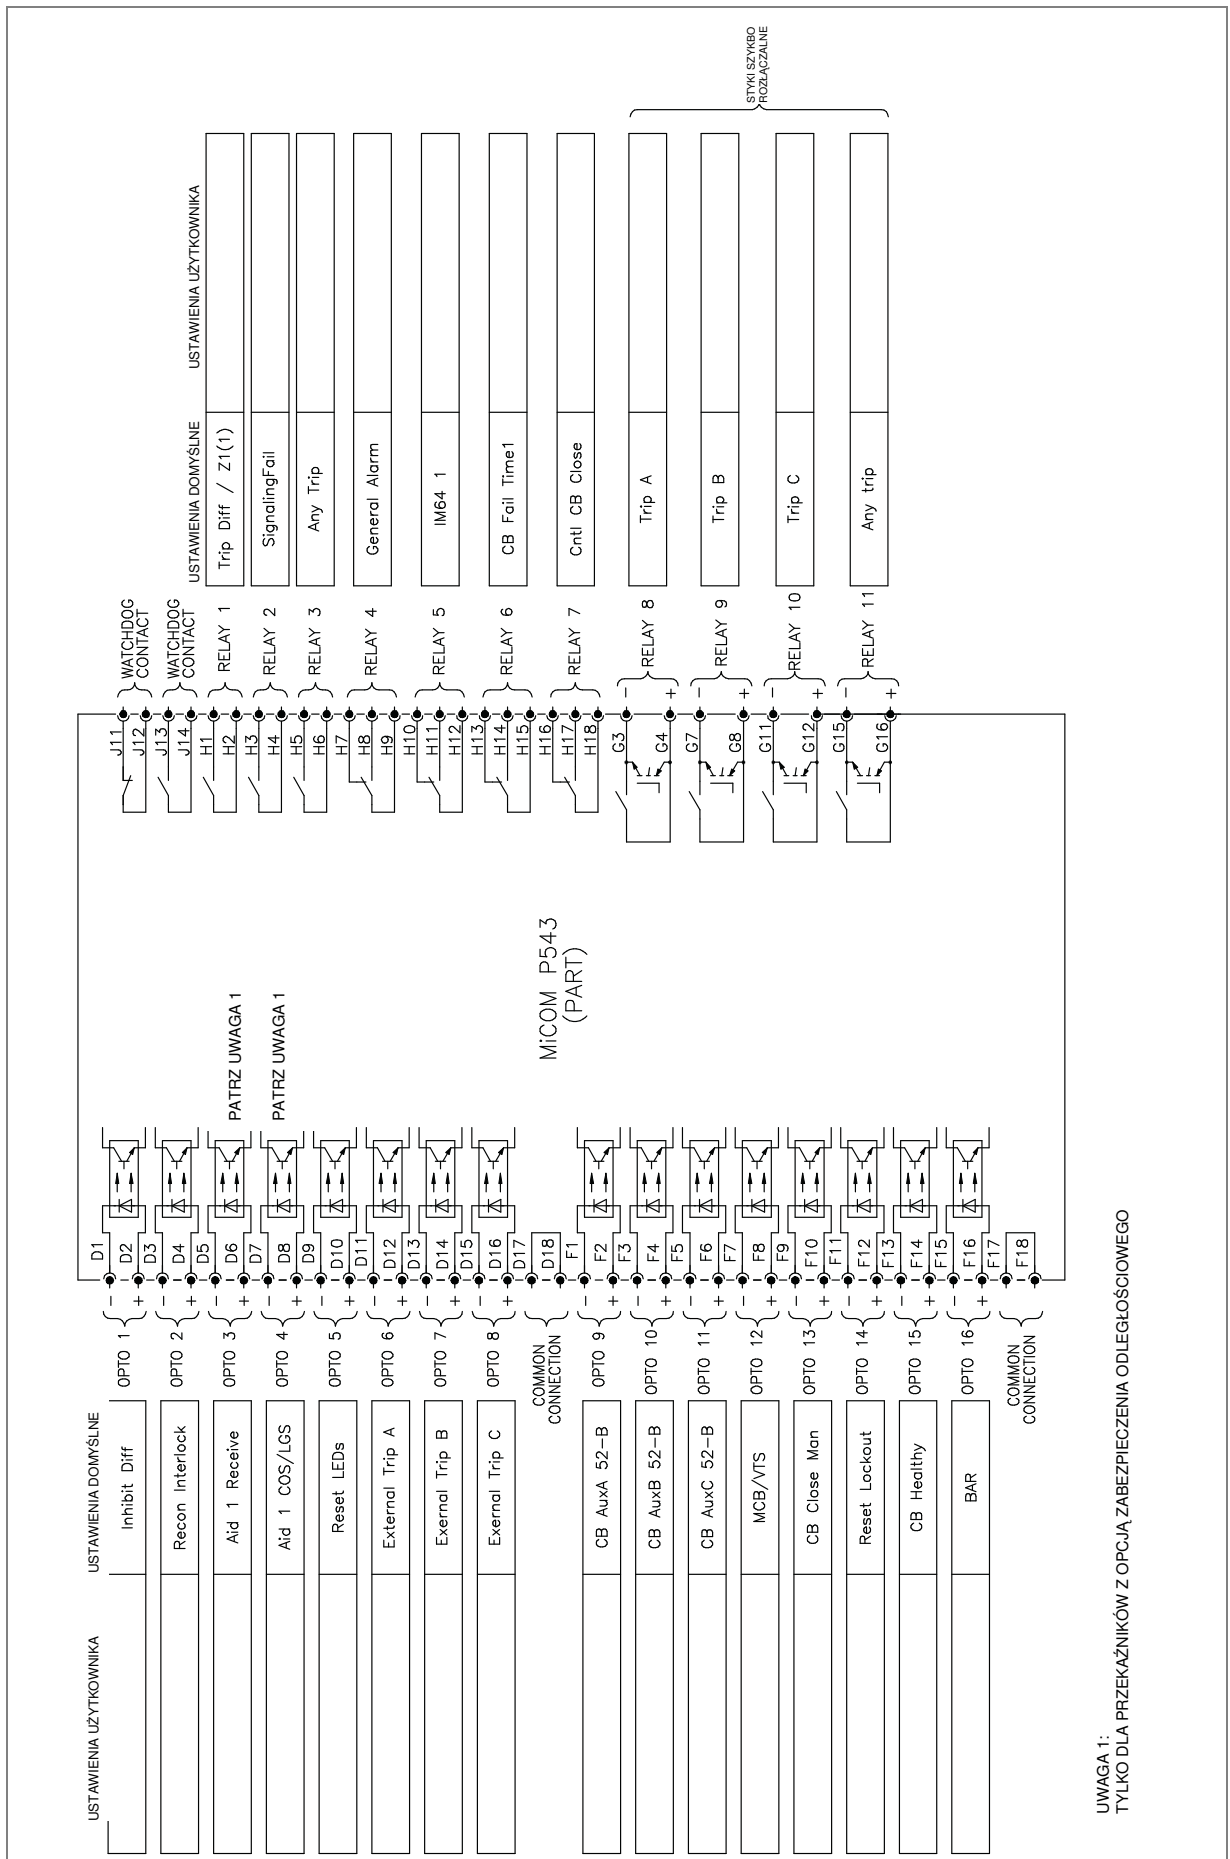 USTAWIENIA UŻYTKOWNIKA
USTAWIENIA DOMYŚLNE
Inhibit Diff
OPTO 1
-
+
D1
D2
Recon Interlock
OPTO 2
-
+
D3
D4
Aid 1 Receive
OPTO 3
-
+
D5
D6
PATRZ UWAGA 1
Aid 1 COS/LGS
OPTO 4
-
+
D7
D8
PATRZ UWAGA 1
Reset LEDs
OPTO 5
-
+
D9
D10
External Trip A
OPTO 6
-
+
D11
D12
Exernal Trip B
OPTO 7
-
+
D13
D14
Exernal Trip C
OPTO 8
-
+
D15
D16
COMMON
CONNECTION
D17
D18
CB AuxA 52-B
OPTO 9
-
+
F1
F2
CB AuxB 52-B
OPTO 10
-
+
F3
F4
CB AuxC 52-B
OPTO 11
-
+
F5
F6
MCB/VTS
OPTO 12
-
+
F7
F8
CB Close Man
OPTO 13
-
+
F9
F10
Reset Lockout
OPTO 14
-
+
F11
F12
CB Healthy
OPTO 15
-
+
F13
F14
BAR
OPTO 16
-
+
F15
F16
COMMON
CONNECTION
F17
F18
MiCOM P543
(PART)
USTAWIENIA DOMYŚLNE
USTAWIENIA UŻYTKOWNIKA
J11
J12
WATCHDOG
CONTACT
J13
J14
WATCHDOG
CONTACT
H1
H2
RELAY 1
Trip Diff / Z1(1)
H3
H4
RELAY 2
SignalingFail
H5
H6
RELAY 3
Any Trip
H7
H8
H9
RELAY 4
General Alarm
H10
H11
H12
RELAY 5
IM64 1
H13
H14
H15
RELAY 6
CB Fail Time1
H16
H17
H18
RELAY 7
Cntl CB Close
G3
G4
-
+
RELAY 8
Trip A
G7
G8
-
+
RELAY 9
Trip B
G11
G12
-
+
RELAY 10
Trip C
G15
G16
-
+
RELAY 11
Any trip
STYKI SZYKBO
ROZŁĄCZALNE
UWAGA 1:
TYLKO DLA PRZEKAŹNIKÓW Z OPCJĄ ZABEZPIECZENIA ODLEGŁOŚCIOWEGO